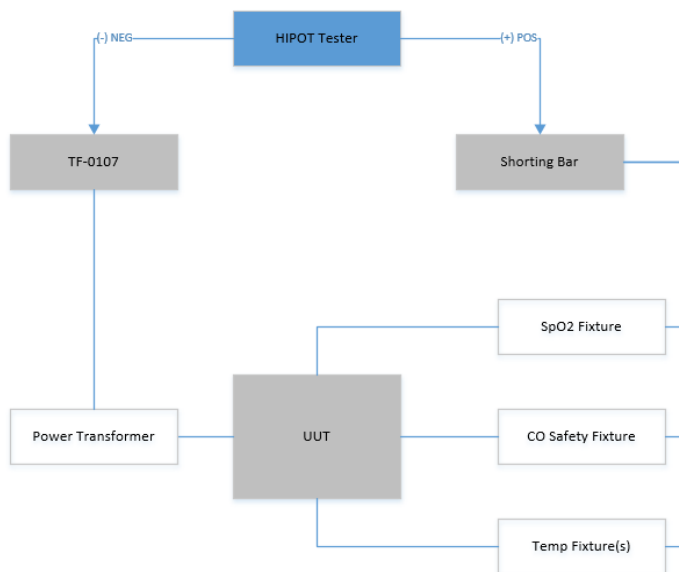 HIPOT Tester
(-) NEG
(+) POS
TF-0107
Shorting Bar
SpO2 Fixture
Power Transformer
UUT
CO Safety Fixture
Temp Fixture(s)